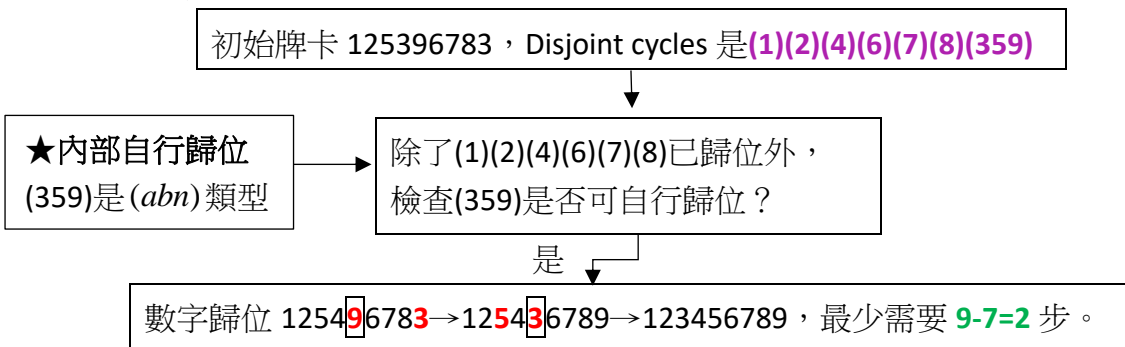 初始牌卡 125396783，Disjoint cycles 是(1)(2)(4)(6)(7)(8)(359)
★內部自行歸位
(359)是(abn)類型
除了(1)(2)(4)(6)(7)(8)已歸位外，
檢查(359)是否可自行歸位？
是
數字歸位 125496783→125436789→123456789，最少需要 9-7=2 步。